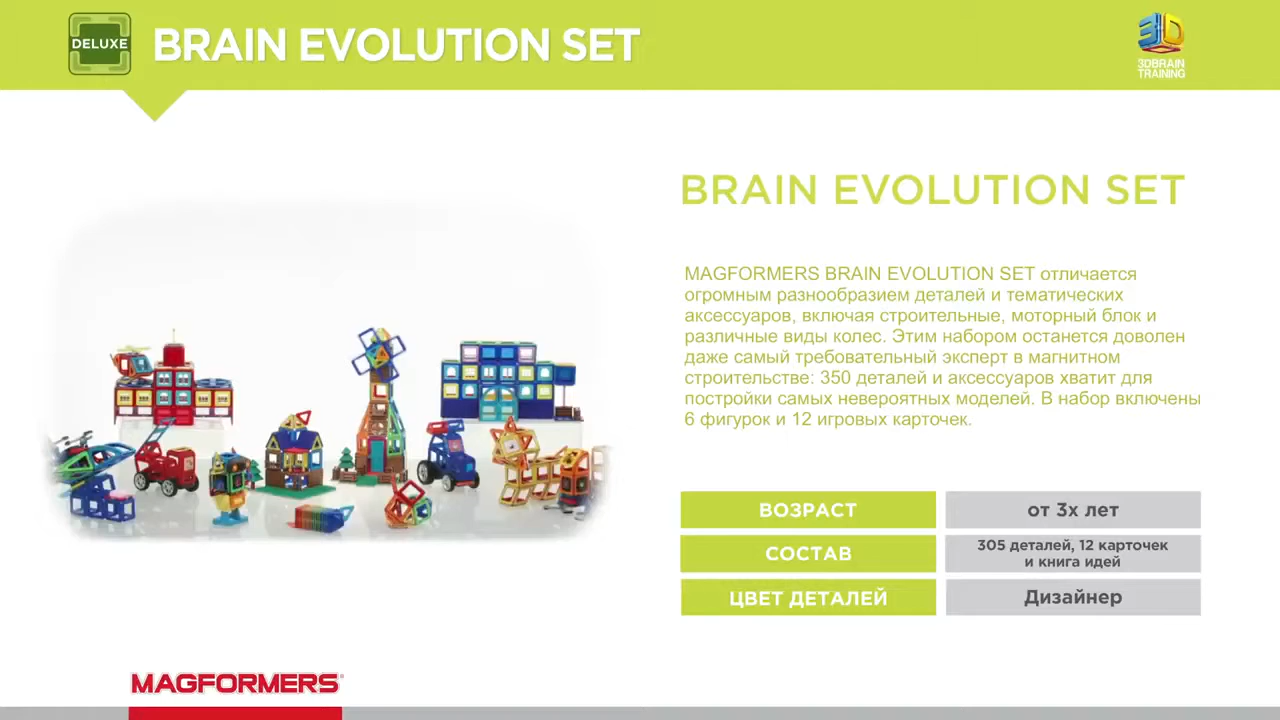 DELUXE
BRAIN EVOLUTION SET
3D
3DBRAIN
TRAINING
BRAIN EVOLUTION SET
MAGFORMERS BRAIN EVOLUTION SET отличается
огромным разнообразием деталей и тематических
аксессуаров, включая строительные, моторный блок и
различные виды колес. Этим набором останется доволен
даже самый требовательный эксперт в магнитном
строительстве: 350 деталей и аксессуаров хватит для
постройки самых невероятных моделей. В набор включены
6 фигурок и 12 игровых карточек.
ВОЗРАСТ
от 3х лет
СОСТАВ
305 деталей, 12 карточек
и книга идей
ЦВЕТ ДЕТАЛЕЙ
Дизайнер
MAGFORMERS